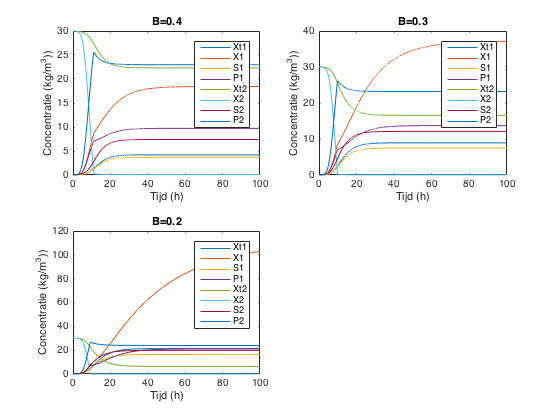 B=0.4
Concentratie (kg/m³))
30
25
20
15
10
5
0
0 20 40 60 80 100
Tijd (h)
Xt1
X1
S1
P1
Xt2
X2
S2
P2
B=0.3
Concentratie (kg/m³))
40
30
20
10
0
0 20 40 60 80 100
Tijd (h)
Xt1
X1
S1
P1
Xt2
X2
S2
P2
B=0.2
Concentratie (kg/m³))
120
100
80
60
40
20
0
0 20 40 60 80 100
Tijd (h)
Xt1
X1
S1
P1
Xt2
X2
S2
P2